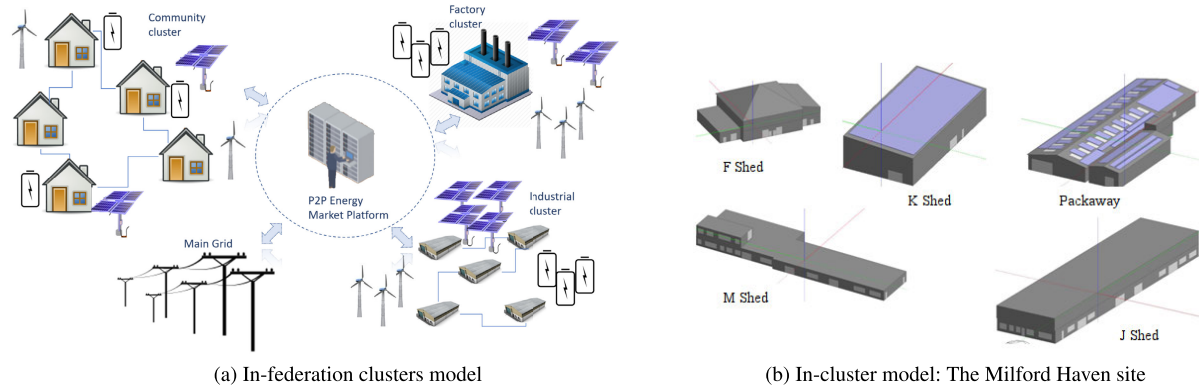 Community
cluster
Factory
cluster
P2P Energy
Market Platform
Industrial
cluster
Main Grid
(a) In-federation clusters model
F Shed
K Shed
Packaway
M Shed
J Shed
(b) In-cluster model: The Milford Haven site